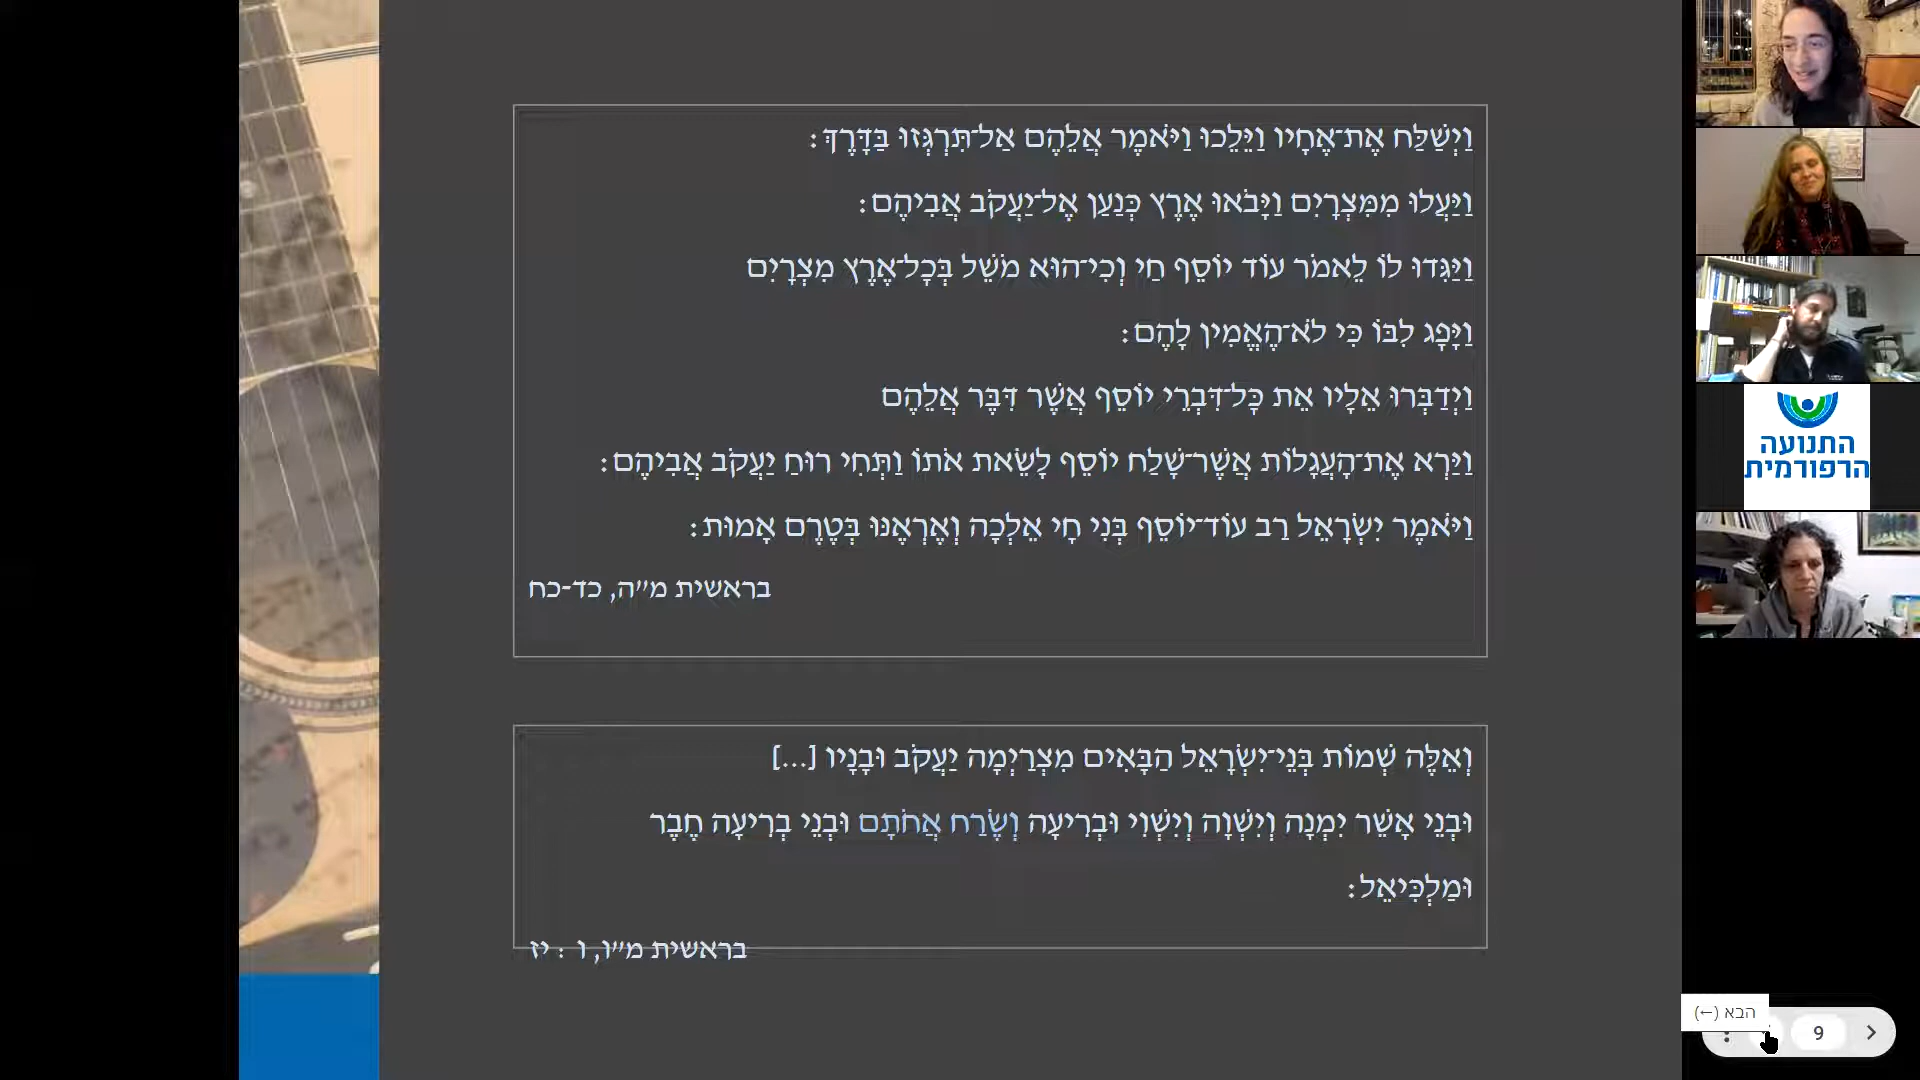 וַיְשַׁלַּח אֶת־אֶחָיו וַיֵּלֵכוּ וַיֹּאמֶר אֲלֵהֶם אַל־תִּרְגְּזוּ בַּדָּרֶךְ:
וַיַּעֲלוּ מִמִּצְרָיִם וַיָּבֹאוּ אֶרֶץ כְּנַעַן אֶל־יַעֲקֹב אֲבִיהֶם:
וַיַּגִּדוּ לוֹ לֵאמֹר עוֹד יוֹסֵף חַי וְכִי־הוּא מֹשֵׁל בְּכָל־אֶרֶץ מִצְרָיִם
וַיָּפָג לִבּוֹ כִּי לֹא־הֶאֱמִין לָהֶם:
וַיְדַבְּרוּ אֵלָיו אֵת כָּל־דִּבְרֵי יוֹסֵף אֲשֶׁר דִּבֶּר אֲלֵהֶם
וַיַּרְא אֶת־הָעֲגָלוֹת אֲשֶׁר־שָׁלַח יוֹסֵף לָשֵׂאת אֹתוֹ וַתְּחִי רוּחַ יַעֲקֹב אֲבִיהֶם:
וַיֹּאמֶר יִשְׂרָאֵל רַב עוֹד־יוֹסֵף בְּנִי חָי אֵלְכָה וְאֶרְאֶנּוּ בְּטֶרֶם אָמוּת:
בראשית מ״ה, כד-כח
וְאֵלֶּה שְׁמוֹת בְּנֵי־יִשְׂרָאֵל הַבָּאִים מִצְרַיְמָה יַעֲקֹב וּבָנָיו [...]
וּבְנֵי אָשֵׁר יִמְנָה וְיִשְׁוָה וְיִשְׁוִי וּבְרִיעָה וְשֶׂרַח אֲחֹתָם וּבְנֵי בְרִיעָה חֶבֶר
וּמַלְכִּיאֵל:
בראשית מ״ו, ו : יז
התנועה
הרפורמית
הבא (←)
9